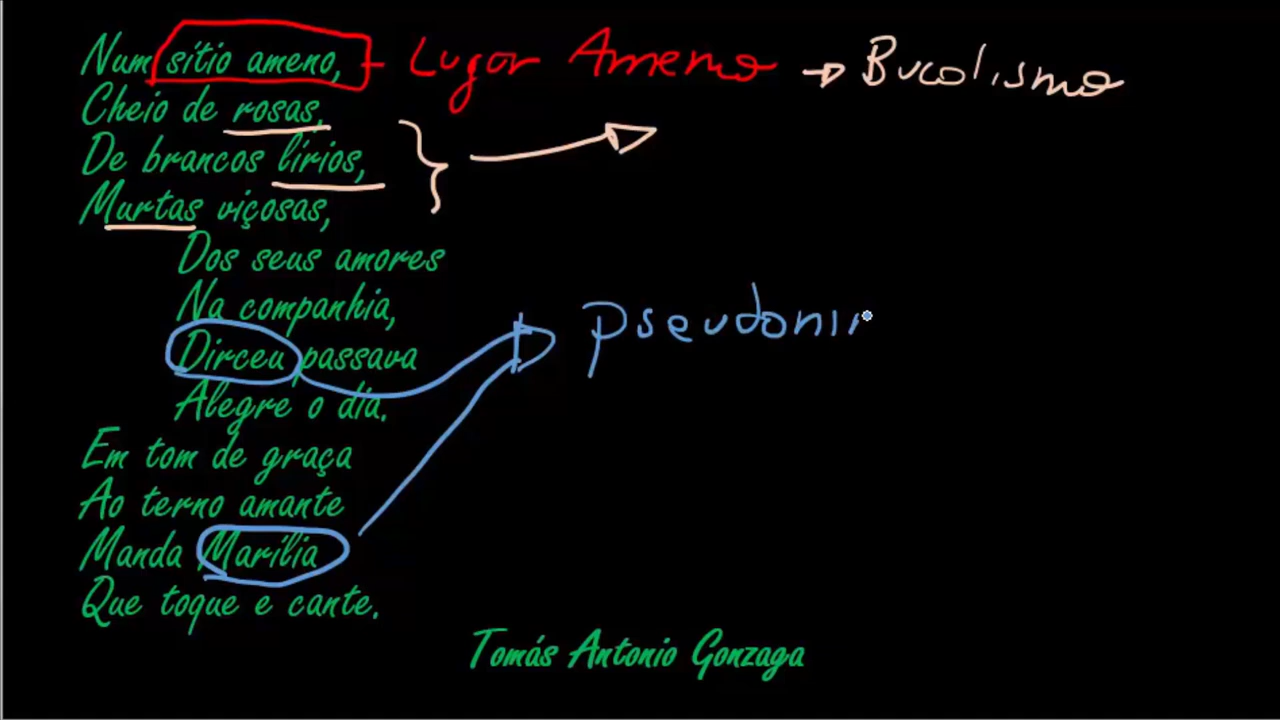 Num sítio ameno, - Lugar Ameno → Bucolismo
Cheio de rosas,
De brancos lírios,
Murtas viçosas,
Dos seus amores
Na companhia,
Dirceu passava
Alegre o dia.
Em tom de graça
Ao terno amante
Manda Marília
Que toque e cante.
pseudoni
Tomás Antonio Gonzaga